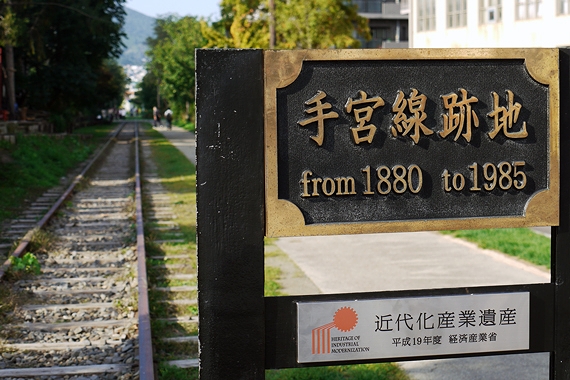 手宮線跡地
from 1880 to 1985
HERITAGE OF
INDUSTRIAL
MODERNIZATION
近代化産業遺産
平成19年度 経済産業省